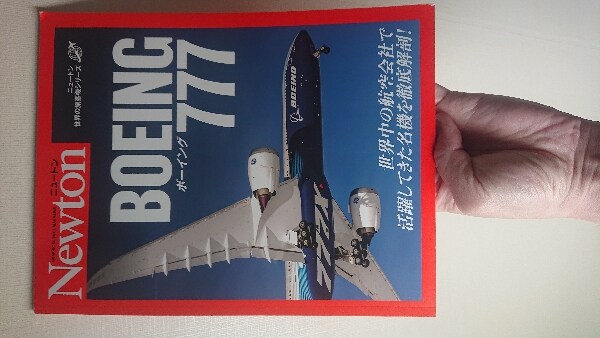 Newton
ニュートン
ニュートン
世界の旅客機シリーズ
BOEING
777
ボーイング
BOEING
777X
世界中の航空会社で
活躍してきた名機を徹底解剖!